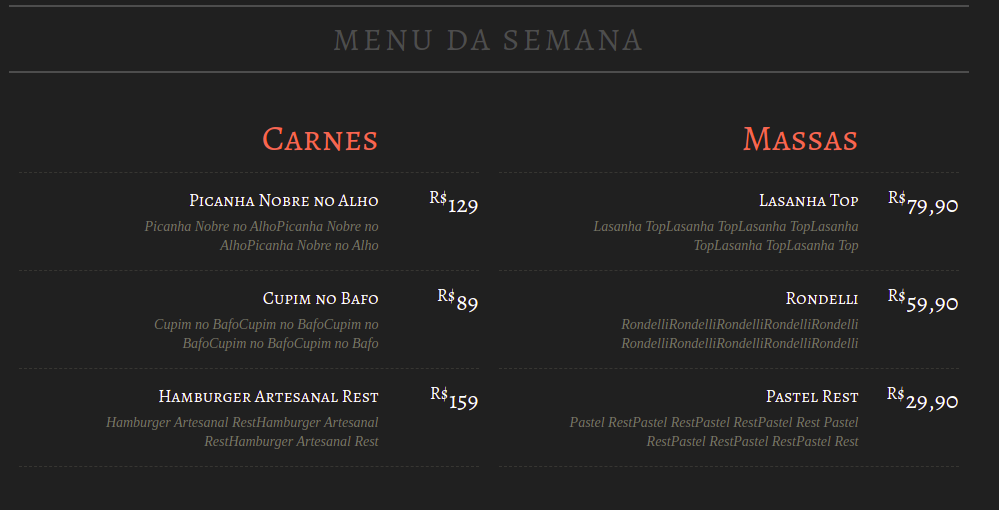 MENU DA SEMANA
Carnes
Picanha Nobre no Alho R$129
Picanha Nobre no AlhoPicanha Nobre no
AlhoPicanha Nobre no Alho
Cupim no Bafo R$89
Cupim no BafoCupim no BafoCupim no
BafoCupim no BafoCupim no Bafo
Hamburger Artesanal Rest R$159
Hamburger Artesanal RestHamburger Artesanal
RestHamburger Artesanal Rest
Massas
Lasanha Top R$79,90
Lasanha TopLasanha TopLasanha TopLasanha
TopLasanha TopLasanha Top
Rondelli R$59,90
RondelliRondelliRondelliRondelliRondelli
RondelliRondelliRondelliRondelliRondelli
Pastel Rest R$29,90
Pastel RestPastel RestPastel RestPastel Rest Pastel
RestPastel RestPastel RestPastel Rest